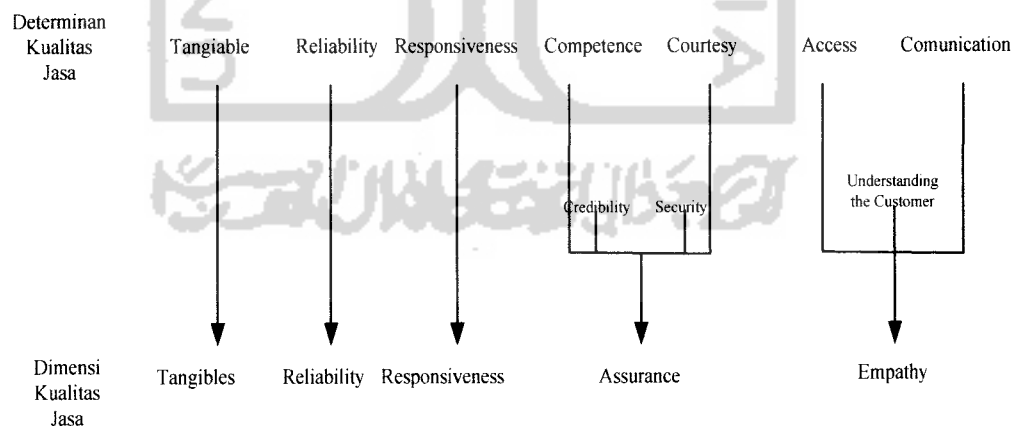 Determinan
Kualitas
Jasa
Tangiable Reliability Responsiveness Competence Courtesy Access Comunication
Understanding
the Customer
Credibility Security
Dimensi
Kualitas
Jasa
Tangibles Reliability Responsiveness Assurance Empathy